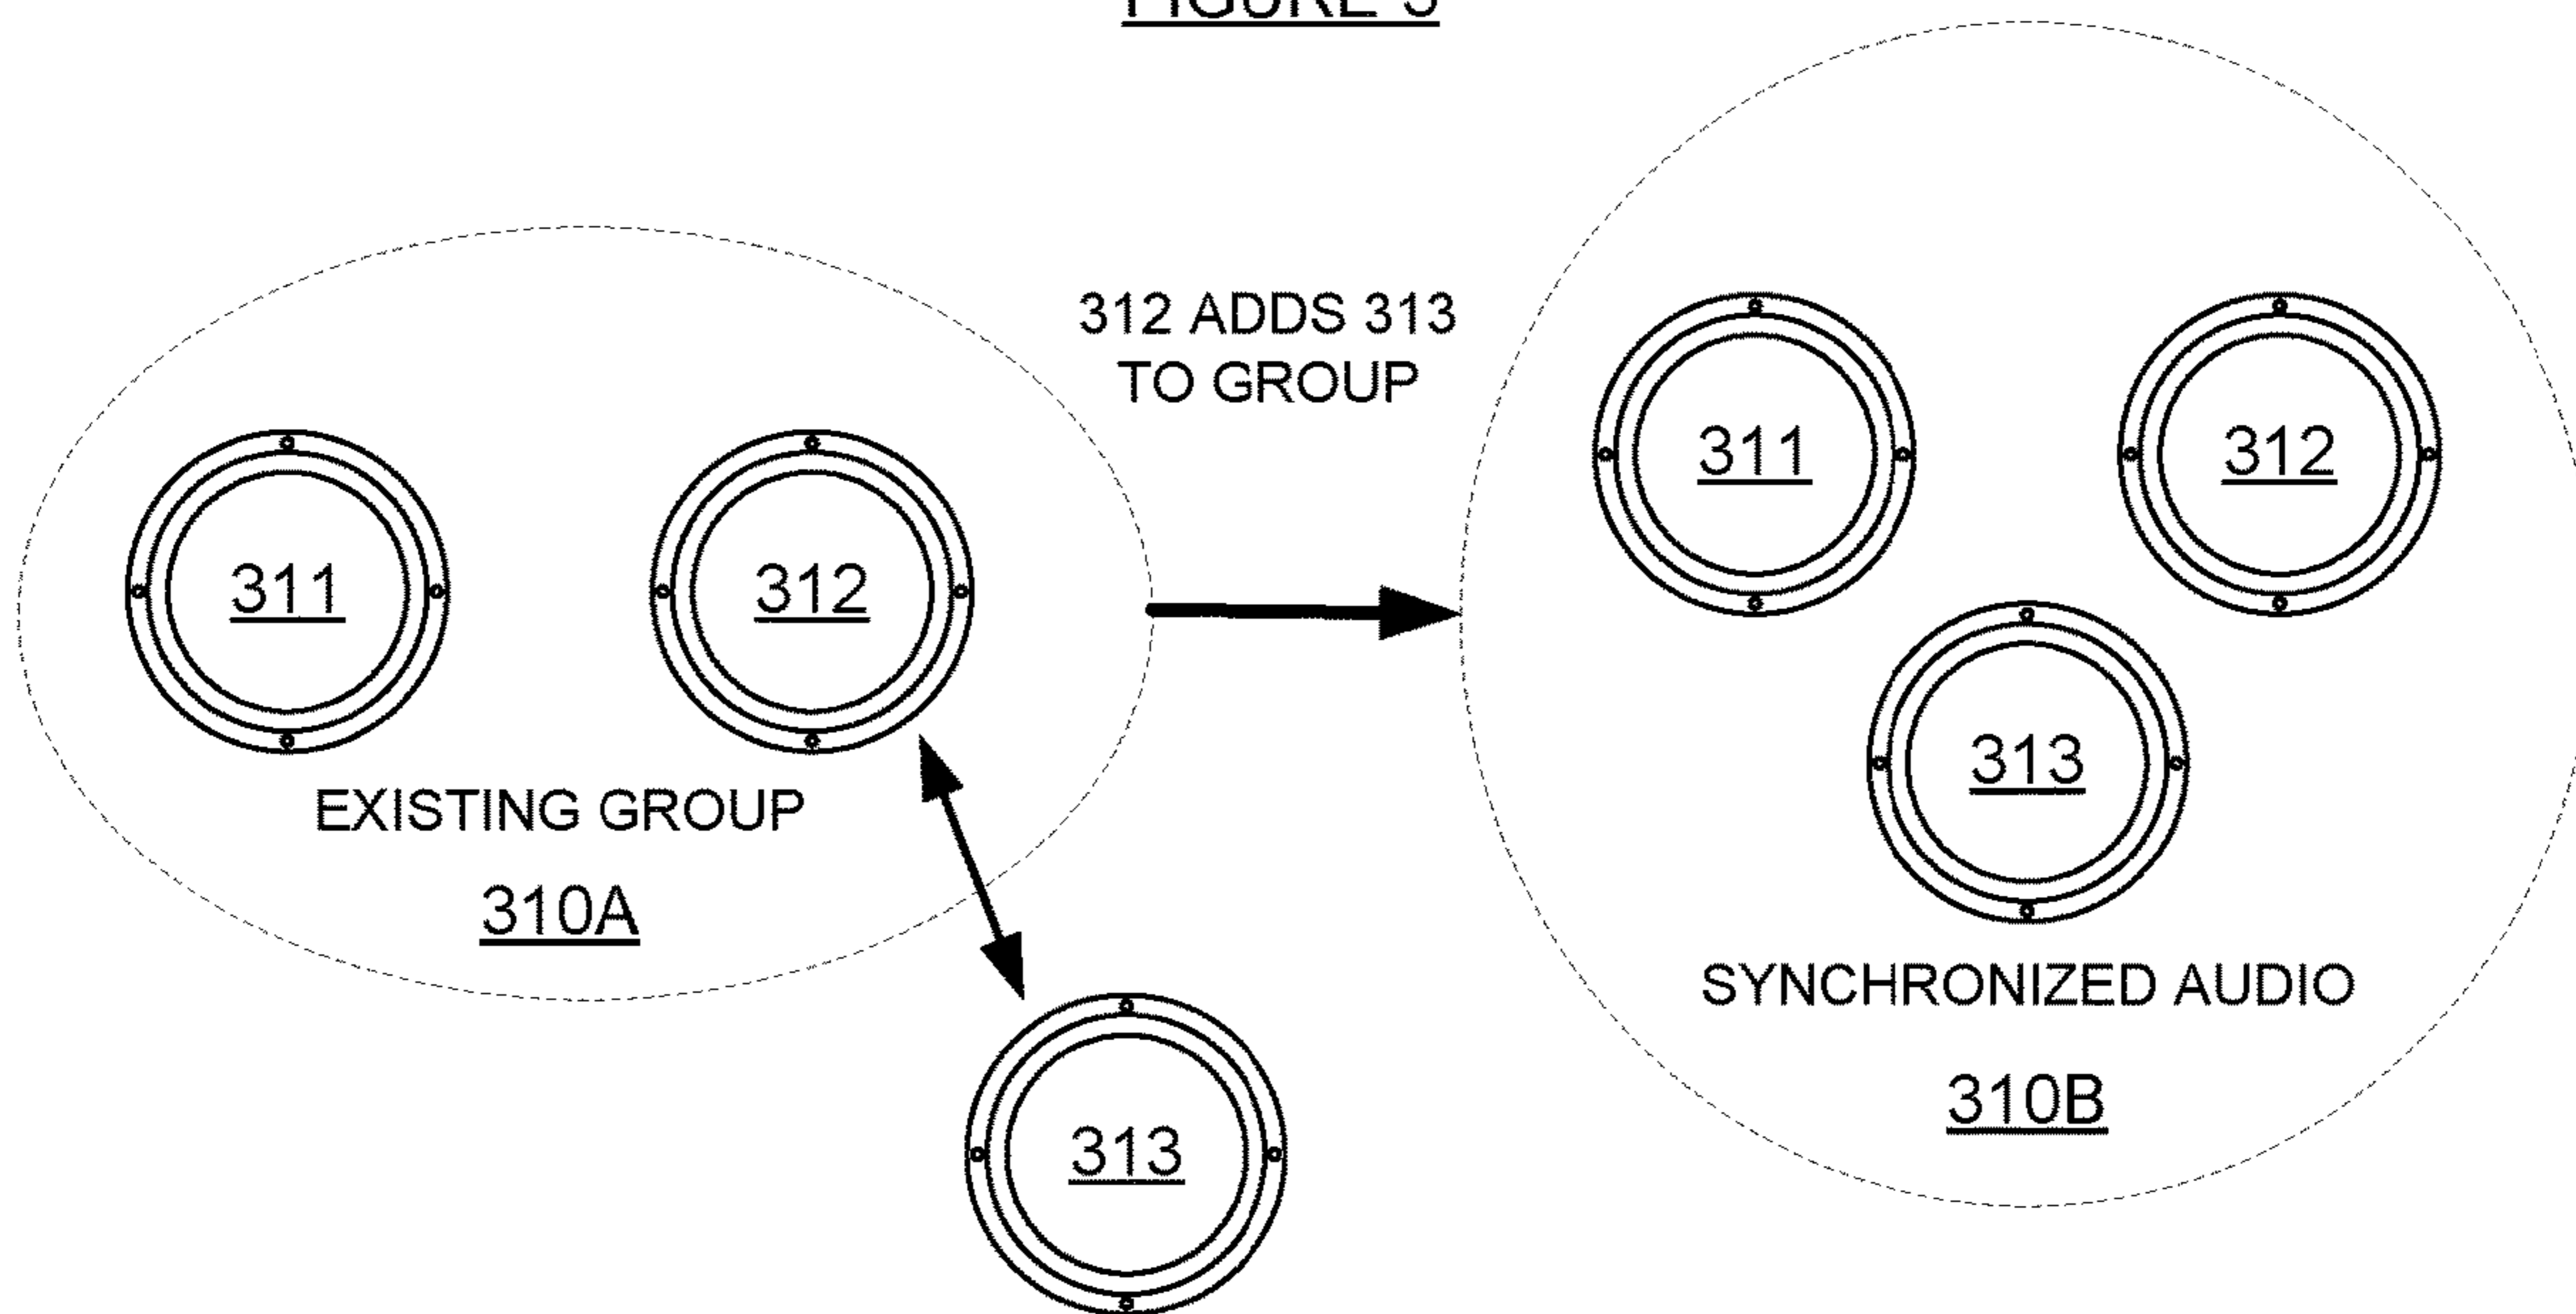 311
312
EXISTING GROUP
310A
313
312 ADDS 313
TO GROUP
311
312
313
SYNCHRONIZED AUDIO
310B